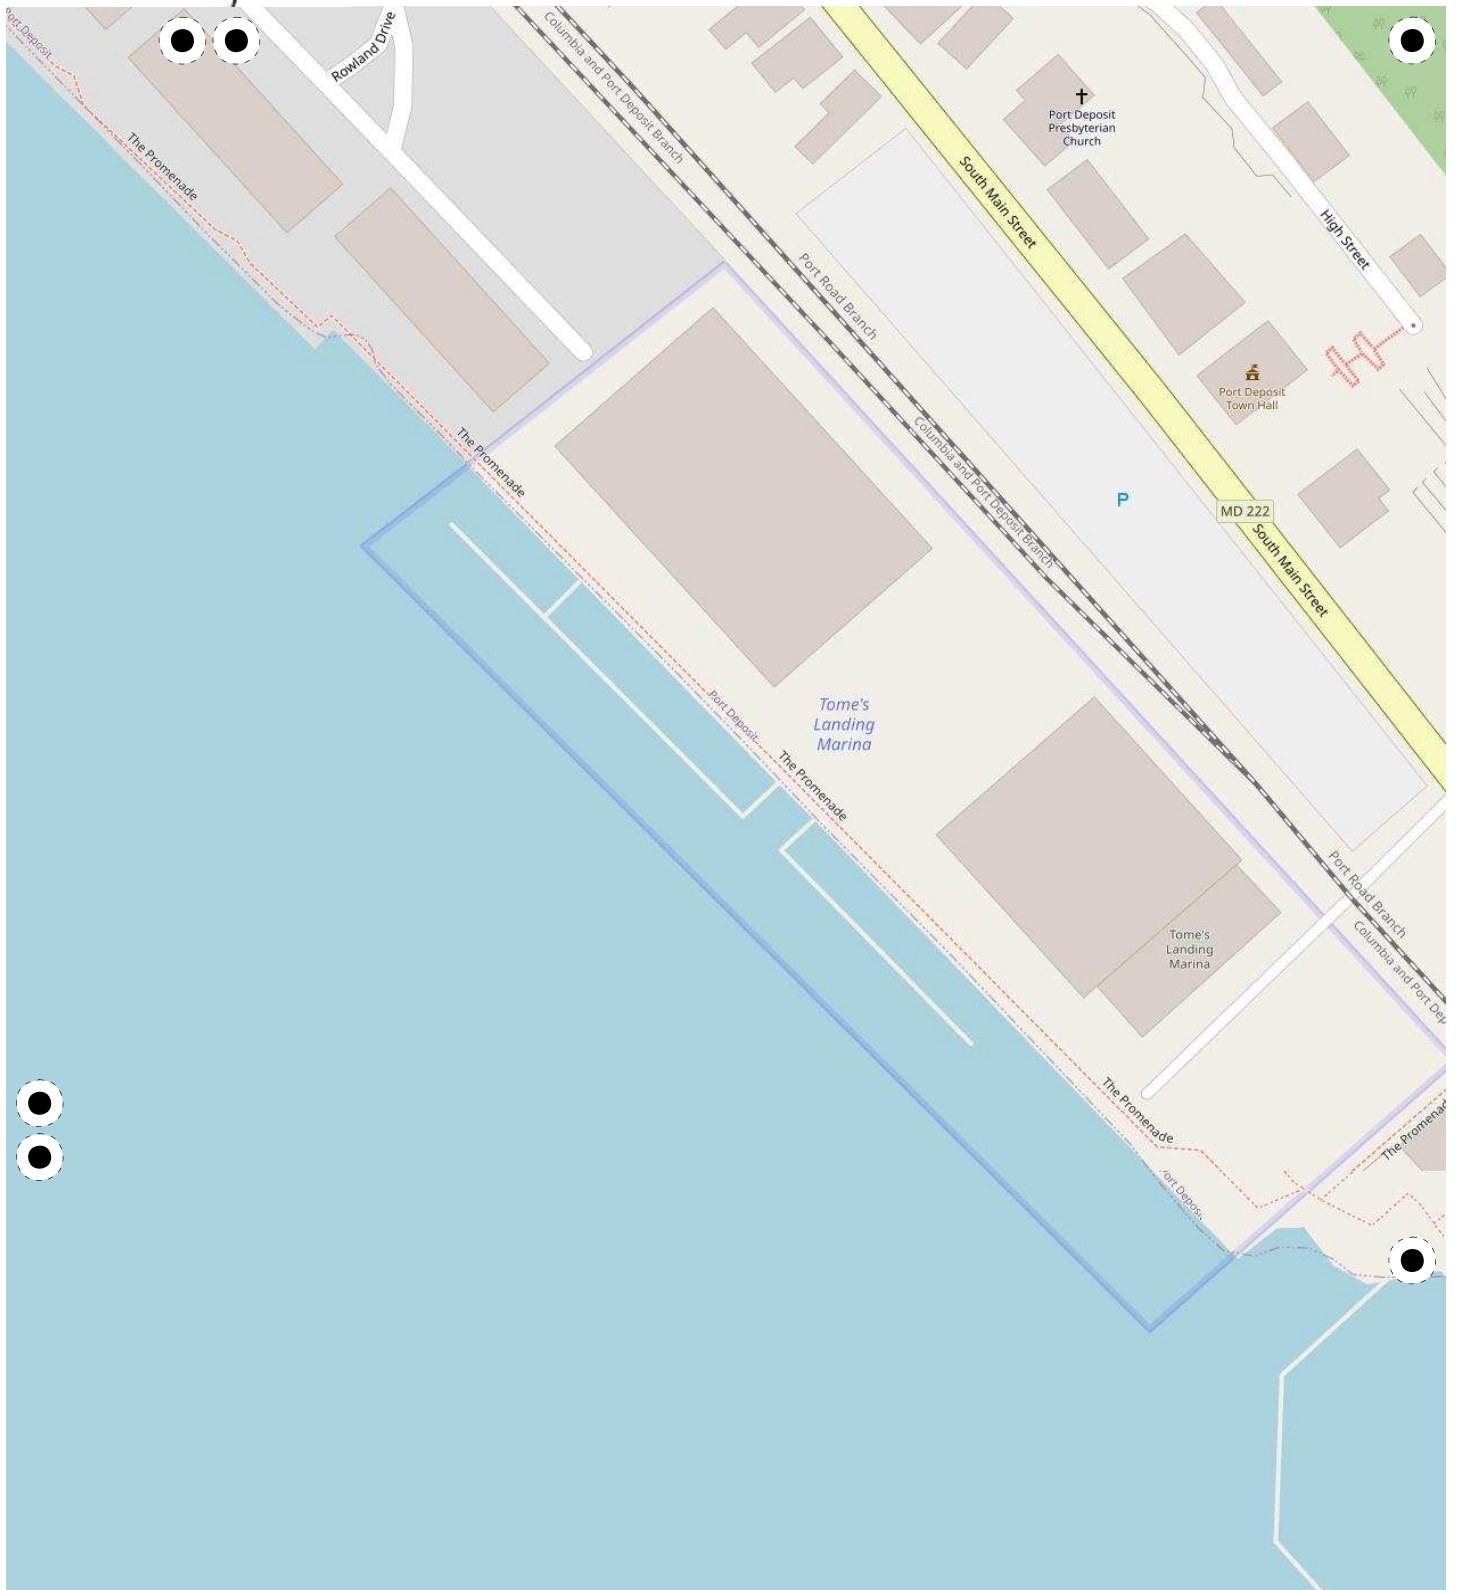 Port Deposit
Rowland Drive
Columbia and Port Deposit Branch
Port Deposit
Presbyterian
Church
The Promenade
South Main Street
High Street
Port Road Branch
Port Deposit
Town Hall
The Promenade
Columbia and Port Deposit Branch
P
MD 222
South Main Street
Port Deposit
Tome's
Landing
Marina
The Promenade
Port Road Branch
Tome's
Landing
Marina
Columbia and Port Dep
The Promenade
The Promenad
ort Deposi